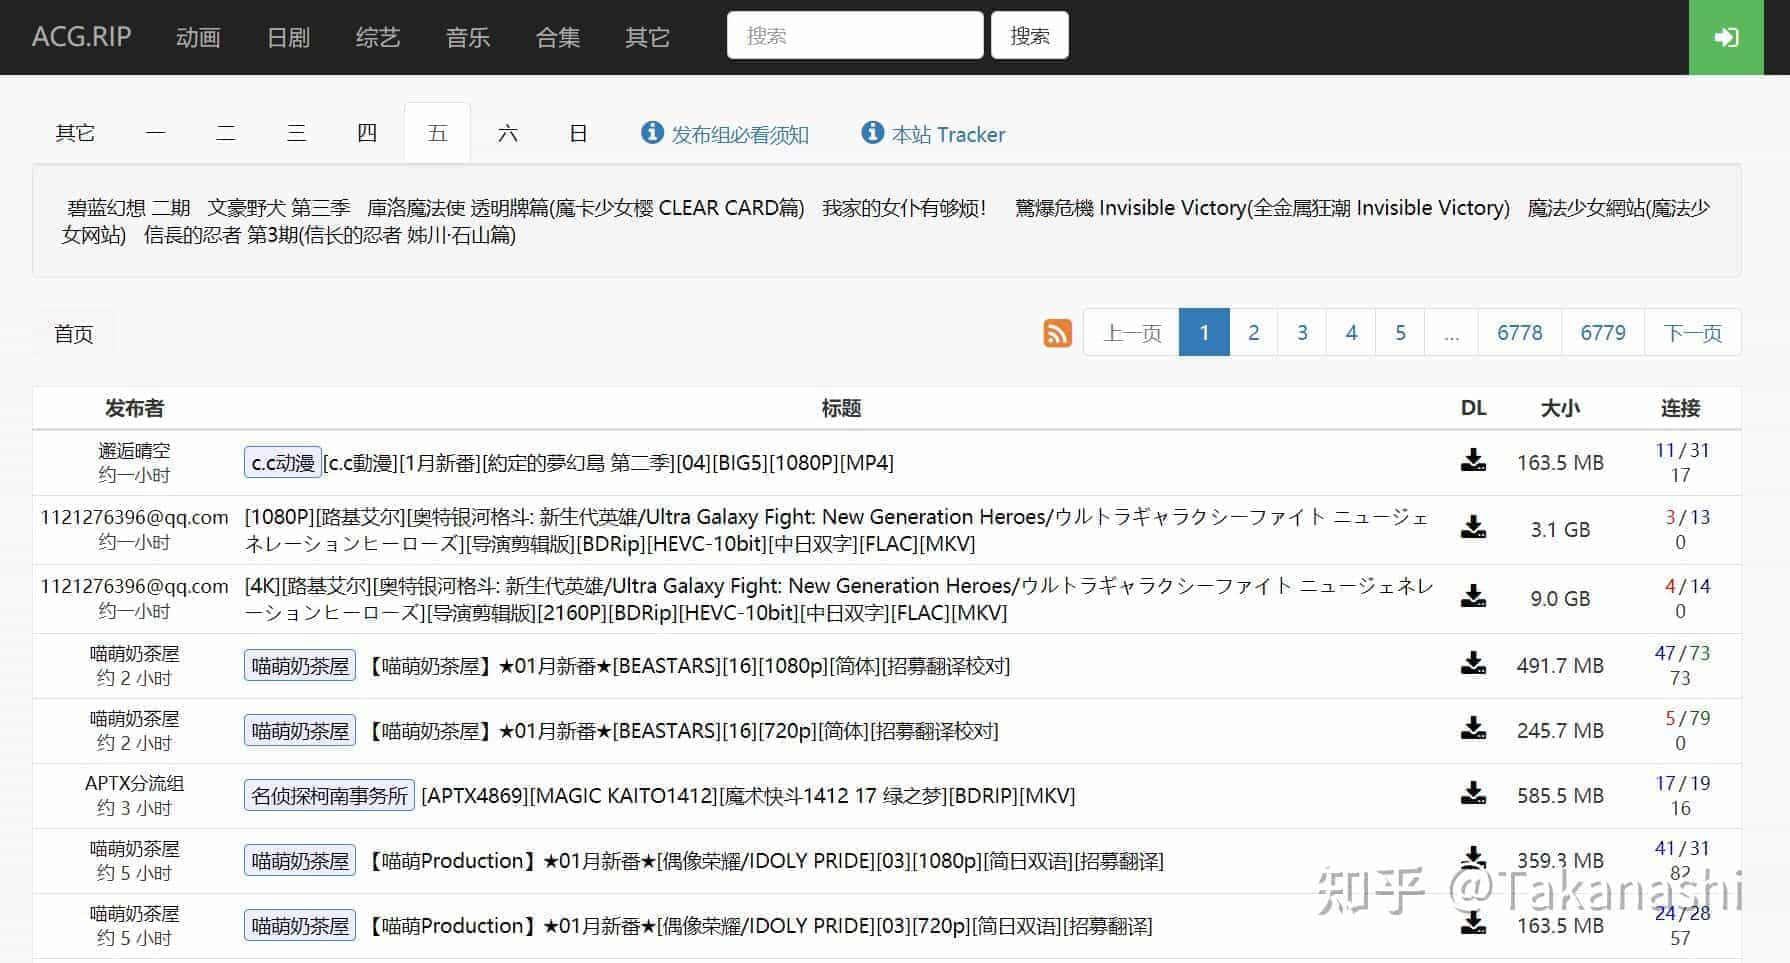 ACG.RIP 动画 日剧 综艺 音乐 合集 其它 搜索 搜索
其它 一 二 三 四 五 六 日 发布组必看须知 本站 Tracker
碧蓝幻想 二期 文豪野犬 第三季 庫洛魔法使 透明牌篇(魔卡少女樱 CLEAR CARD篇) 我家的女仆有够烦! 驚爆危機 Invisible Victory(全金属狂潮 Invisible Victory) 魔法少女網站(魔法少
女网站) 信長的忍者 第3期(信长的忍者 姊川·石山篇)
首页 上一页 1 2 3 4 5 ... 6778 6779 下一页
发布者 标题 DL 大小 连接
邂逅晴空
约一小时
c.c动漫 [c.c動漫][1月新番][約定的夢幻島 第二季][04][BIG5][1080P][MP4] 163.5 MB
11/31
17
1121276396@qq.com
约一小时
[1080P][路基艾尔][奥特银河格斗: 新生代英雄/Ultra Galaxy Fight: New Generation Heroes/ウルトラギャラクシーファイト ニュージェ
ネレーションヒーローズ][导演剪辑版][BDRip][HEVC-10bit][中日双字][FLAC][MKV]
3.1 GB
3/13
0
1121276396@qq.com
约一小时
[4K][路基艾尔][奥特银河格斗: 新生代英雄/Ultra Galaxy Fight: New Generation Heroes/ウルトラギャラクシーファイト ニュージェネレ
ーションヒーローズ][导演剪辑版][2160P][BDRip][HEVC-10bit][中日双字][FLAC][MKV]
9.0 GB
4/14
0
喵萌奶茶屋
约 2 小时
喵萌奶茶屋 【喵萌奶茶屋】★01月新番★[BEASTARS][16][1080p][简体][招募翻译校对] 491.7 MB
47/73
73
喵萌奶茶屋
约 2 小时
喵萌奶茶屋 【喵萌奶茶屋】★01月新番★[BEASTARS][16][720p][简体][招募翻译校对] 245.7 MB
5/79
0
APTX分流组
约 3 小时
名侦探柯南事务所 [APTX4869][MAGIC KAITO1412][魔术快斗1412 17 绿之梦][BDRIP][MKV] 585.5 MB
17/19
16
喵萌奶茶屋
约 5 小时
喵萌奶茶屋 【喵萌Production】★01月新番★[偶像荣耀/IDOLY PRIDE][03][1080p][简日双语][招募翻译] 359.3 MB
41/31
82
喵萌奶茶屋
约 5 小时
喵萌奶茶屋 【喵萌Production】★01月新番★[偶像荣耀/IDOLY PRIDE][03][720p][简日双语][招募翻译] 163.5 MB
24/28
57
知乎 @Takanashi